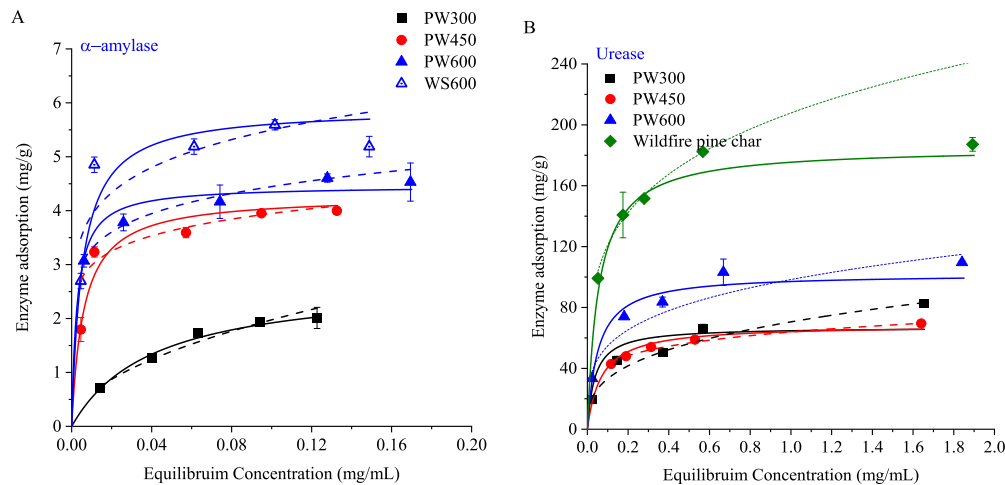 A
α−amylase
PW300
PW450
PW600
WS600
7
6
5
4
3
2
1
0
0.00
0.04
0.08
0.12
0.16
0.20
Enzyme adsorption (mg/g)
Equilibruim Concentration (mg/mL)
B
Urease
PW300
PW450
PW600
Wildfire pine char
240
200
160
120
80
40
0
0.0
0.2
0.4
0.6
0.8
1.0
1.2
1.4
1.6
1.8
2.0
Enzyme adsorption (mg/g)
Equilibruim Concentration (mg/mL)